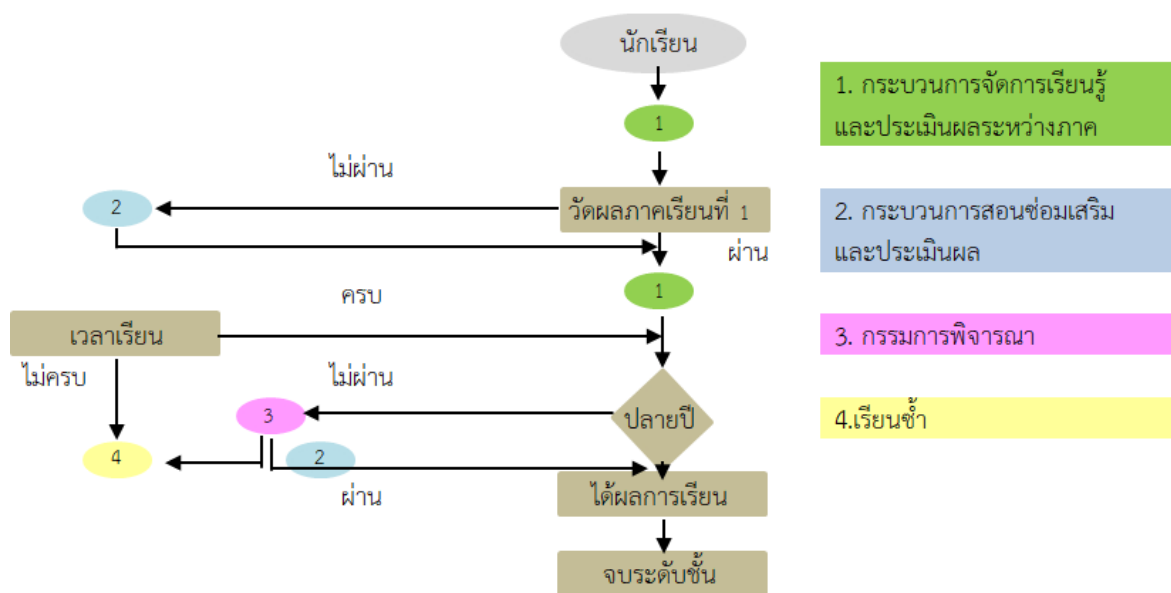 นักเรียน
1
ไม่ผ่าน
2
วัดผลภาคเรียนที่ 1
ผ่าน
1
ครบ
เวลาเรียน
ไม่ครบ
ไม่ผ่าน
3
ปลายปี
4
2
ผ่าน
ได้ผลการเรียน
จบระดับชั้น
1. กระบวนการจัดการเรียนรู้
และประเมินผลระหว่างภาค
2. กระบวนการสอนซ่อมเสริม
และประเมินผล
3. กรรมการพิจารณา
4.เรียนซ้ำ